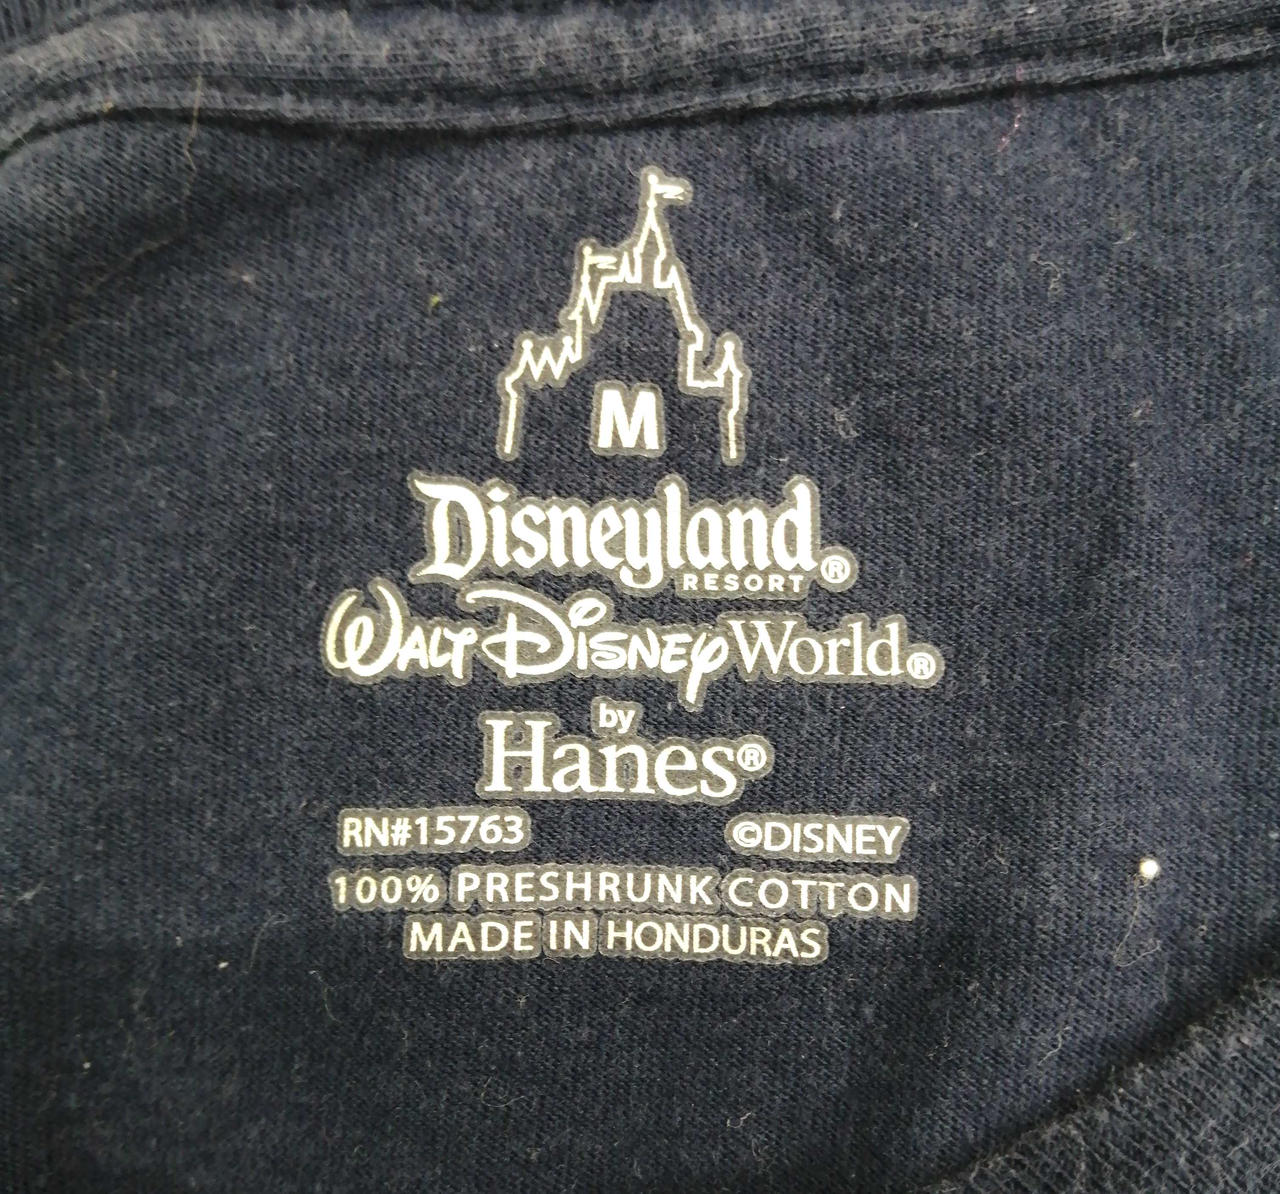 M
Disneyland®
RESORT
WALT DISNEY World®
by
Hanes®
RN#15763 ©DISNEY
100% PRESHRUNK COTTON
MADE IN HONDURAS